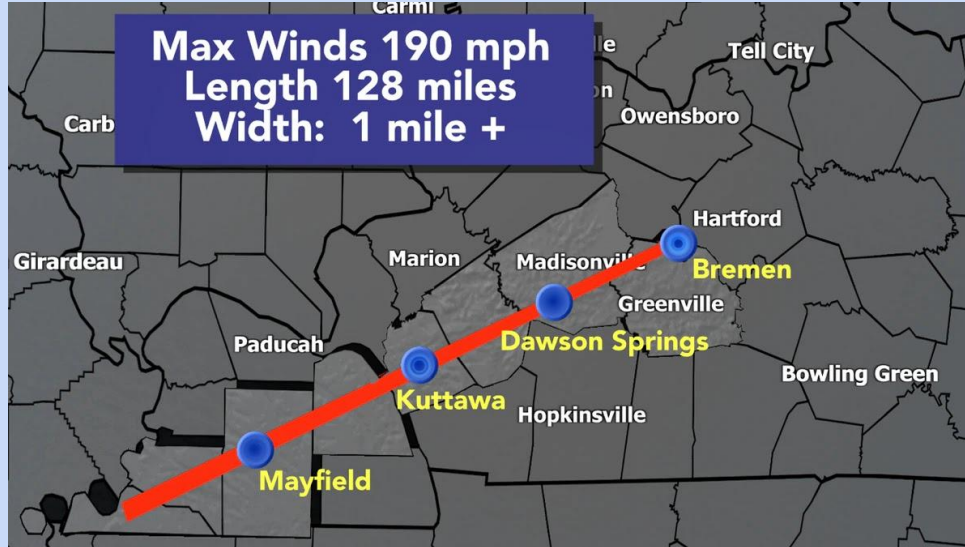 Carmi
Max Winds 190 mph
Length 128 miles
Width: 1 mile +
Tell City
Owensboro
Hartford
Girardeau
Marion
Madisonville
Bremen
Greenville
Paducah
Dawson Springs
Bowling Green
Kuttawa
Hopkinsville
Mayfield